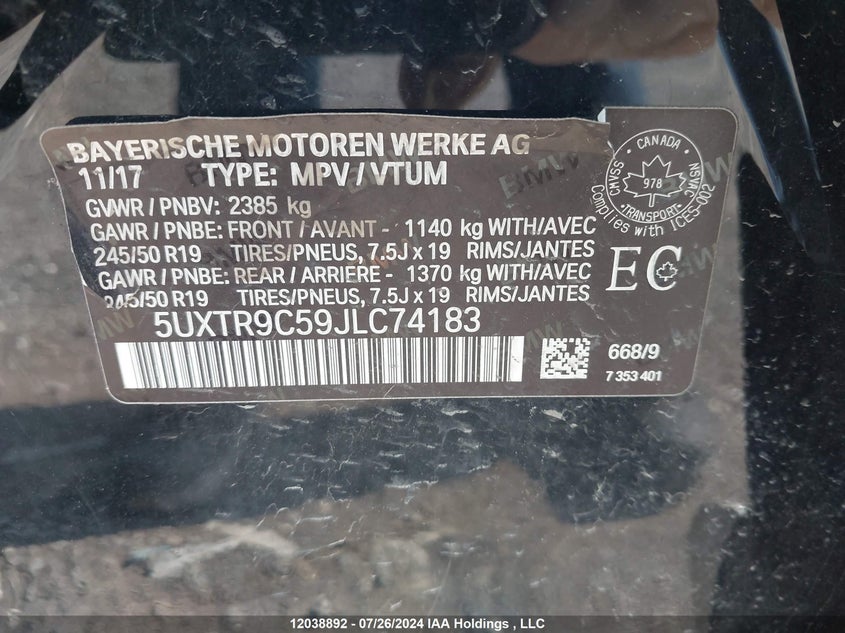 BAYERISCHE MOTOREN WERKE AG
11/17 TYPE: MPV/VTUM
GVWR / PNBV: 2385 kg
GAWR / PNBE: FRONT / AVANT - 1140 kg WITH/AVEC
245/50 R19 TIRES/PNEUS, 7.5J x 19 RIMS/JANTES
GAWR / PNBE: REAR / ARRIERE - 1370 kg WITH/AVEC
245/50 R19 TIRES/PNEUS, 7.5J x 19 RIMS/JANTES
5UXTR9C59JLC74183
CANADA
CMVSS
NSVAC
978
TRANSPORT
Complies with ICES-002
EC
668/9
7 353 401
BMW
12038892 - 07/26/2024 IAA Holdings , LLC